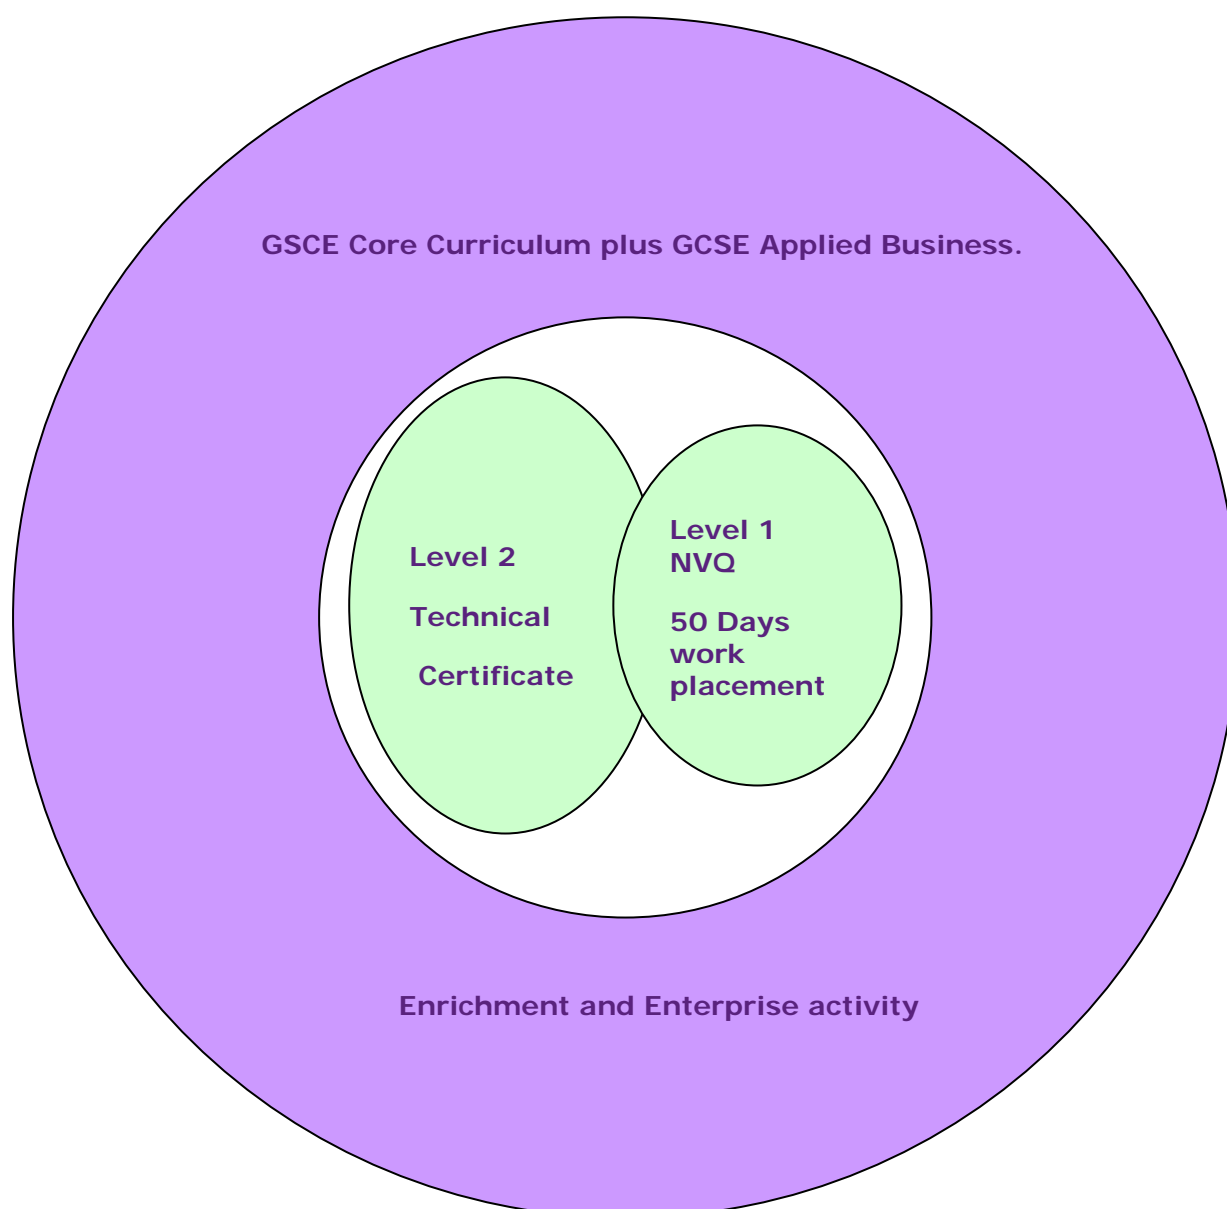 GSCE Core Curriculum plus GCSE Applied Business.
Level 2
Technical
Certificate
Level 1
NVQ
50 Days
work
placement
Enrichment and Enterprise activity